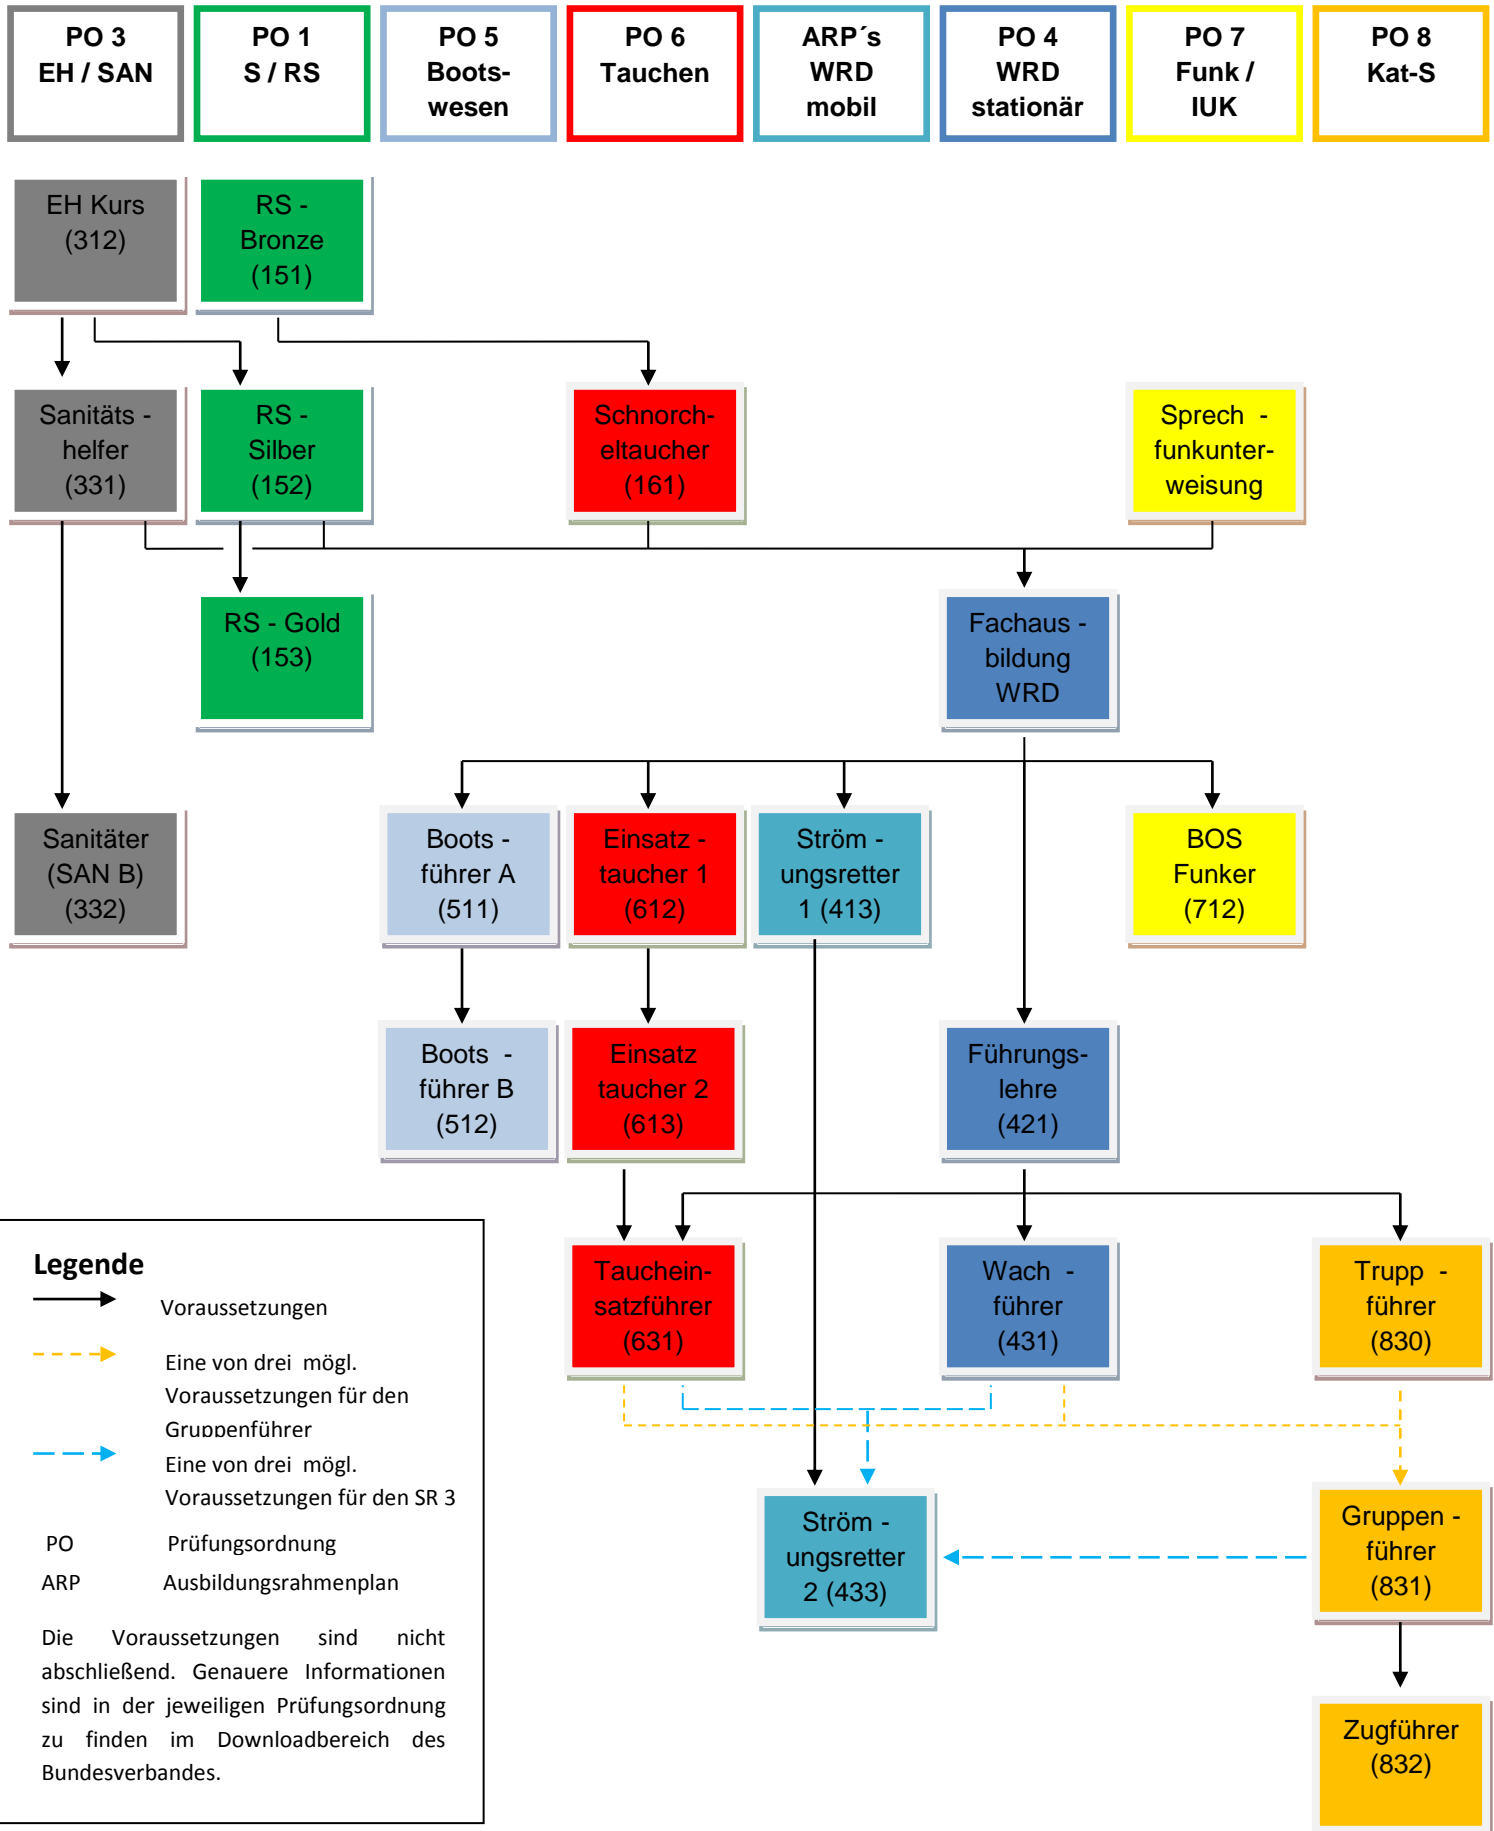 PO 3
EH / SAN
PO 1
S / RS
PO 5
Boots-
wesen
PO 6
Tauchen
ARP´s
WRD
mobil
PO 4
WRD
stationär
PO 7
Funk /
IUK
PO 8
Kat-S
EH Kurs
(312)
RS -
Bronze
(151)
Sanitäts -
helfer
(331)
RS -
Silber
(152)
Schnorch-
eltaucher
(161)
Sprech -
funkunter-
weisung
RS - Gold
(153)
Fachaus -
bildung
WRD
Sanitäter
(SAN B)
(332)
Boots -
führer A
(511)
Einsatz -
taucher 1
(612)
Ström -
ungsretter
1 (413)
BOS
Funker
(712)
Boots -
führer B
(512)
Einsatz
taucher 2
(613)
Führungs-
lehre
(421)
Tauchein-
satzführer
(631)
Wach -
führer
(431)
Trupp -
führer
(830)
Ström -
ungsretter
2 (433)
Gruppen -
führer
(831)
Zugführer
(832)
Legende
Voraussetzungen
Eine von drei mögl.
Voraussetzungen für den
Gruppenführer
Eine von drei mögl.
Voraussetzungen für den SR 3
PO Prüfungsordnung
ARP Ausbildungsrahmenplan
Die Voraussetzungen sind nicht
abschließend. Genauere Informationen
sind in der jeweiligen Prüfungsordnung
zu finden im Downloadbereich des
Bundesverbandes.